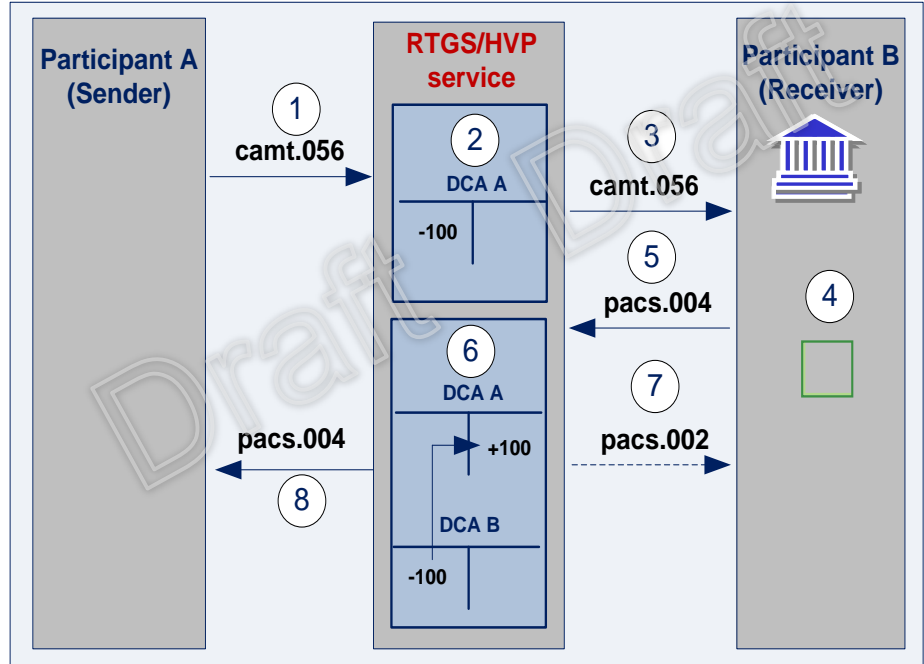 Participant A
(Sender)
RTGS/HVP
service
Participant B
(Receiver)
1
camt.056
2
DCA A
-100
3
camt.056
5
pacs.004
4
6
DCA A
+100
DCA B
-100
7
pacs.002
pacs.004
8
Draft
Draft